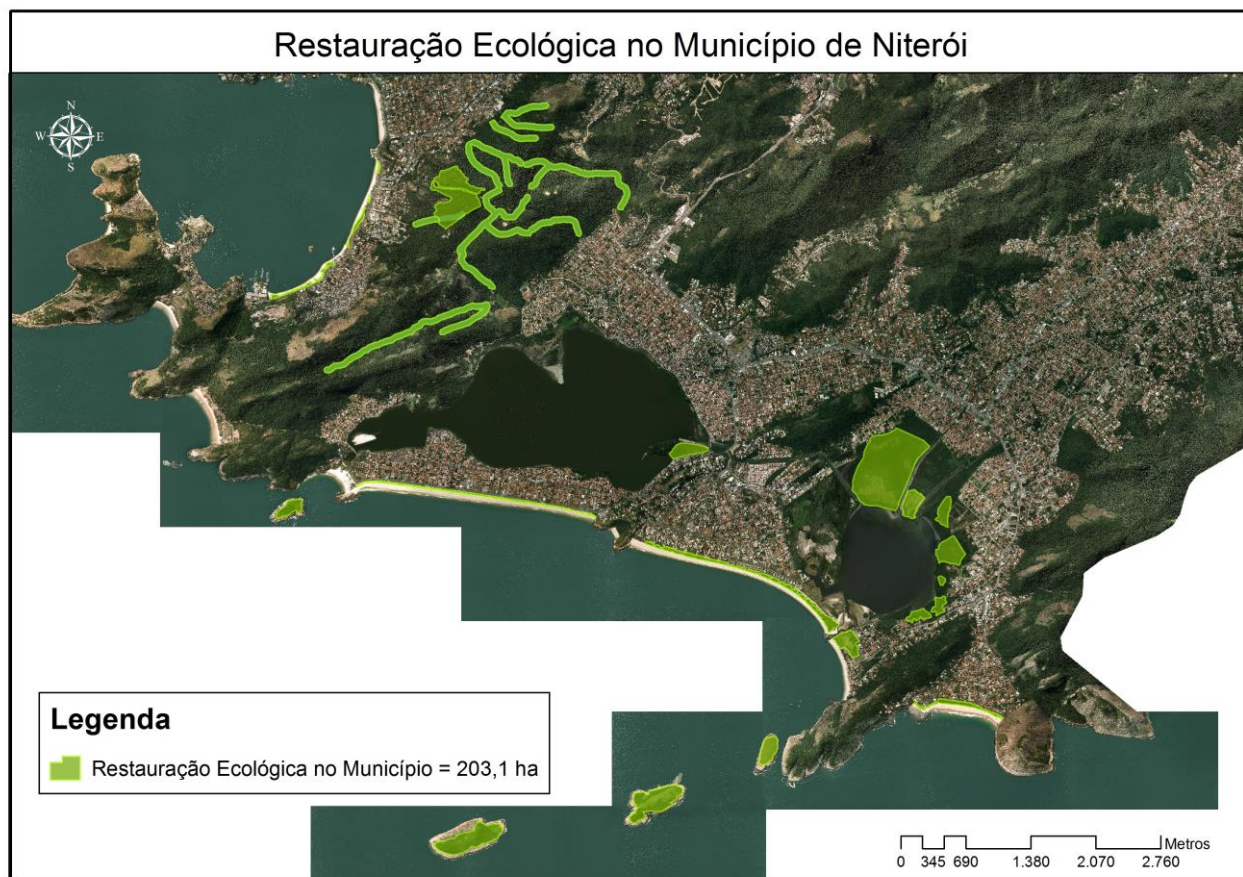 Restauração Ecológica no Município de Niterói
N
W E
S
Legenda
Restauração Ecológica no Município = 203,1 ha
Metros
0 345 690 1.380 2.070 2.760